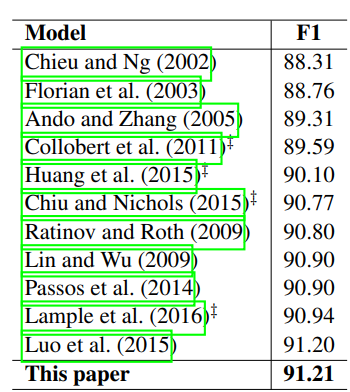 Model F1
Chieu and Ng (2002) 88.31
Florian et al. (2003) 88.76
Ando and Zhang (2005) 89.31
Collobert et al. (2011)‡ 89.59
Huang et al. (2015)‡ 90.10
Chiu and Nichols (2015)‡ 90.77
Ratinov and Roth (2009) 90.80
Lin and Wu (2009) 90.90
Passos et al. (2014) 90.90
Lample et al. (2016)‡ 90.94
Luo et al. (2015) 91.20
This paper 91.21